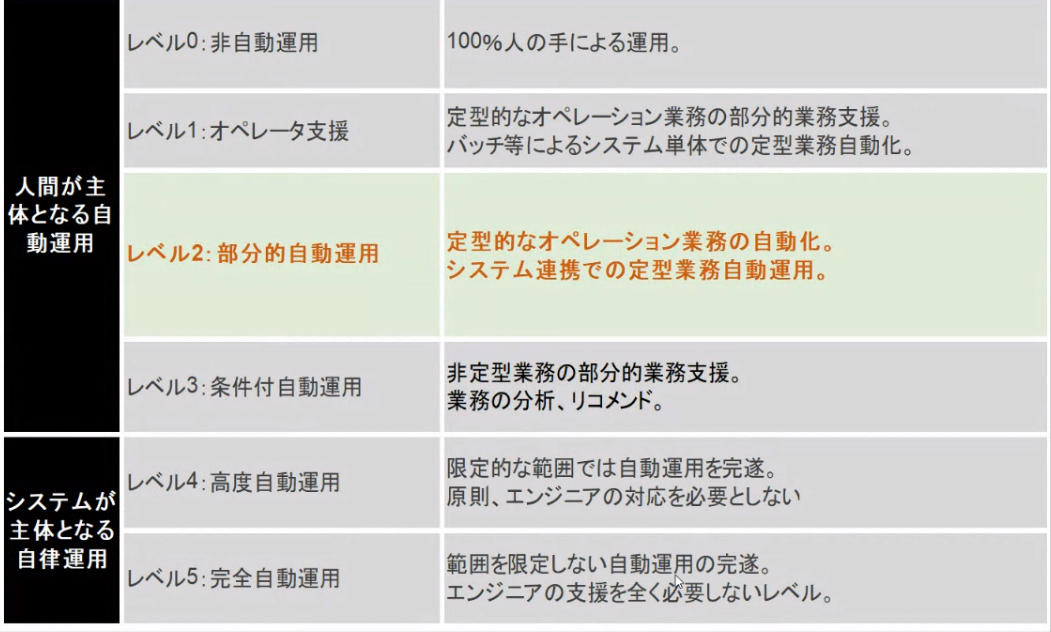 人間が主
体となる自
動運用
レベル0:非自動運用
100%人の手による運用。
レベル1:オペレータ支援
定型的なオペレーション業務の部分的業務支援。
バッチ等によるシステム単体での定型業務自動化。
レベル2:部分的自動運用
定型的なオペレーション業務の自動化。
システム連携での定型業務自動運用。
レベル3:条件付自動運用
非定型業務の部分的業務支援。
業務の分析、リコメンド。
システムが
主体となる
自律運用
レベル4:高度自動運用
限定的な範囲では自動運用を完遂。
原則、エンジニアの対応を必要としない
レベル5:完全自動運用
範囲を限定しない自動運用の完遂。
エンジニアの支援を全く必要しないレベル。